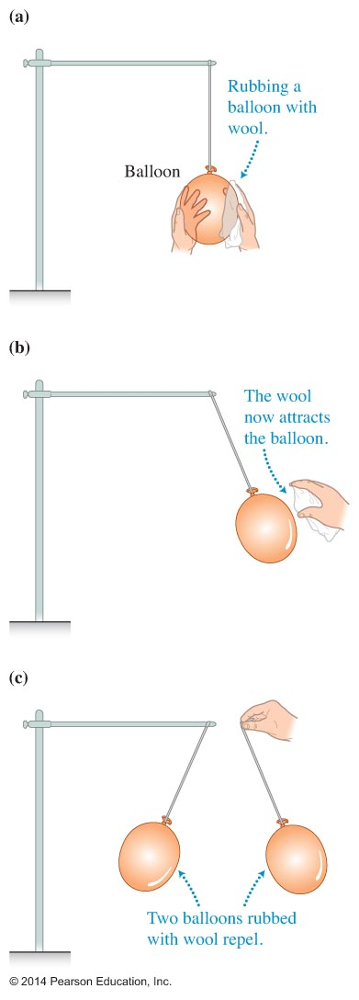 (a)
Rubbing a
balloon with
wool.
Balloon
(b)
The wool
now attracts
the balloon.
(c)
Two balloons rubbed
with wool repel.
© 2014 Pearson Education, Inc.